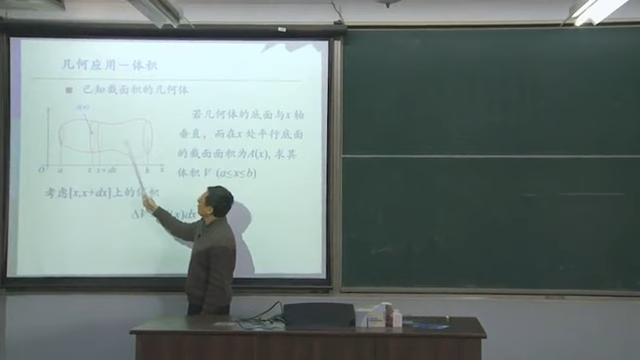 几何应用—体积
■ 已知截面积的几何体
A(x)
若几何体的底面与x 轴
垂直，而在x 处平行底面
的截面面积为A(x), 求其
体积 V (a≤x≤b)
O a x x+dx b x
考虑[x,x+dx]上的体积